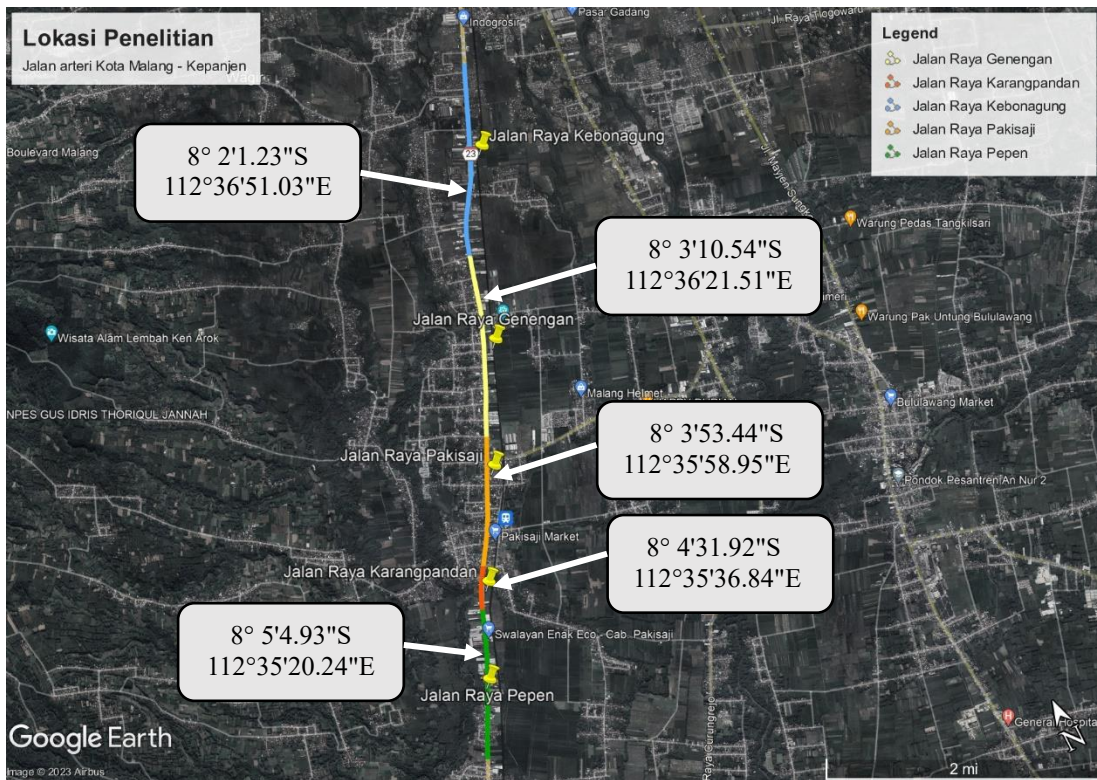 Lokasi Penelitian
Jalan arteri Kota Malang - Kepanjen
Indogrosir
Pasar Gadang
Jl. Raya Tlogowaru
Legend
Jalan Raya Genengan
Jalan Raya Karangpandan
Jalan Raya Kebonagung
Jalan Raya Pakisaji
Jalan Raya Pepen
Wagir
Boulevard Malang
8° 2'1.23"S
112°36'51.03"E
Jalan Raya Kebonagung
23
Jl. Mayjen Sungk
Warung Pedas Tangkilsari
8° 3'10.54"S
112°36'21.51"E
Jalan Raya Genengan
Warung Pak Untung Bululawang
Wisata Alam Lembah Ken Arok
Malang Helmet
Bululawang Market
NPES GUS IDRIS THORIQUL JANNAH
8° 3'53.44"S
112°35'58.95"E
Jalan Raya Pakisaji
Pondok Pesantren An Nur 2
Pakisaji Market
8° 4'31.92"S
112°35'36.84"E
Jalan Raya Karangpandan
Swalayan Enak Eco - Cab. Pakisaji
8° 5'4.93"S
112°35'20.24"E
Jalan Raya Pepen
General Hospita
N
Google Earth
Image © 2023 Airbus
2 mi